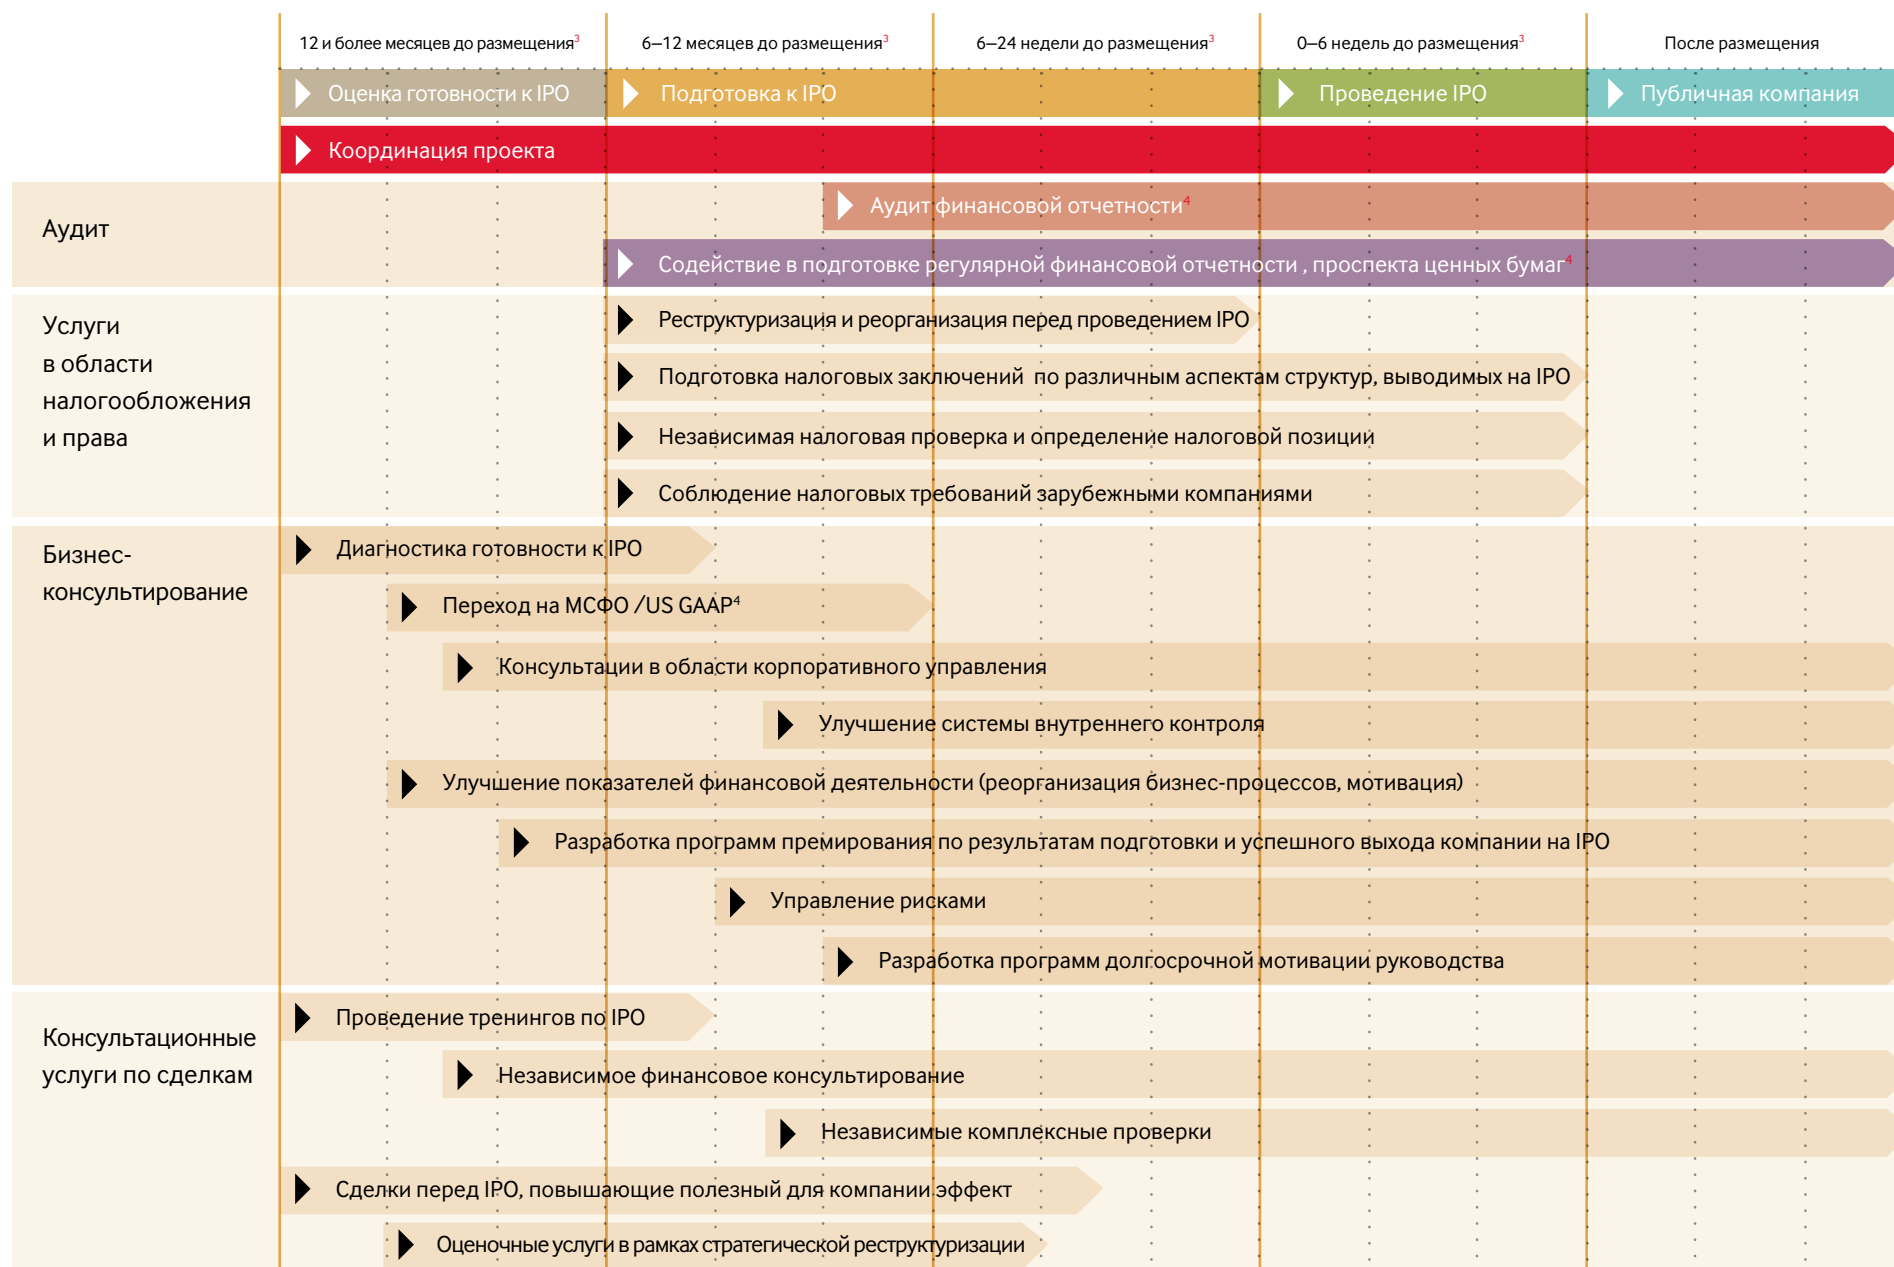 12 и более месяцев до размещения³
6–12 месяцев до размещения³
6–24 недели до размещения³
0–6 недель до размещения³
После размещения
Оценка готовности к IPO
Подготовка к IPO
Проведение IPO
Публичная компания
Координация проекта
Аудит
Аудит финансовой отчетности⁴
Содействие в подготовке регулярной финансовой отчетности , проспекта ценных бумаг⁴
Услуги
в области
налогообложения
и права
Реструктуризация и реорганизация перед проведением IPO
Подготовка налоговых заключений по различным аспектам структур, выводимых на IPO
Независимая налоговая проверка и определение налоговой позиции
Соблюдение налоговых требований зарубежными компаниями
Бизнес-
консультирование
Диагностика готовности к IPO
Переход на МСФО /US GAAP⁴
Консультации в области корпоративного управления
Улучшение системы внутреннего контроля
Улучшение показателей финансовой деятельности (реорганизация бизнес-процессов, мотивация)
Разработка программ премирования по результатам подготовки и успешного выхода компании на IPO
Управление рисками
Разработка программ долгосрочной мотивации руководства
Консультационные
услуги по сделкам
Проведение тренингов по IPO
Независимое финансовое консультирование
Независимые комплексные проверки
Сделки перед IPO, повышающие полезный для компании эффект
Оценочные услуги в рамках стратегической реструктуризации